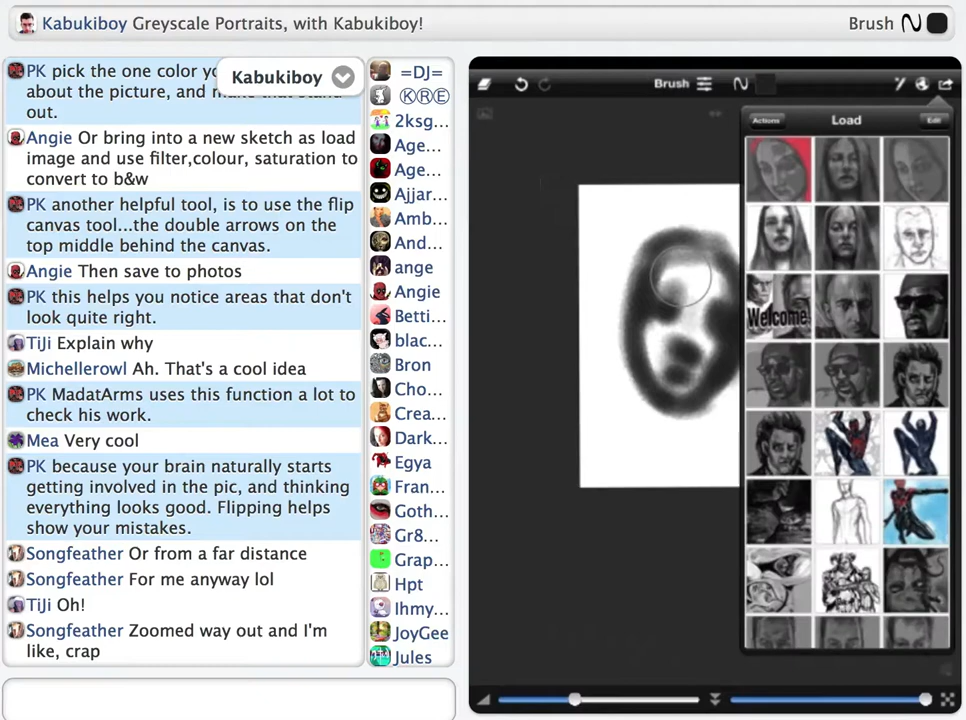 Kabukiboy Greyscale Portraits, with Kabukiboy!
Brush
PK pick the one color yo
about the picture, and make that stand
out.
Angie Or bring into a new sketch as load
image and use filter,colour, saturation to
convert to b&w
PK another helpful tool, is to use the flip
canvas tool...the double arrows on the
top middle behind the canvas.
Angie Then save to photos
PK this helps you notice areas that don't
look quite right.
TiJi Explain why
Michellerowl Ah. That's a cool idea
PK MadatArms uses this function a lot to
check his work.
Mea Very cool
PK because your brain naturally starts
getting involved in the pic, and thinking
everything looks good. Flipping helps
show your mistakes.
Songfeather Or from a far distance
Songfeather For me anyway lol
TiJi Oh!
Songfeather Zoomed way out and I'm
like, crap
Kabukiboy
=DJ=
ⓀⓇⒺ
2ksg...
Age...
Age...
Ajjar...
Amb...
And...
ange
Angie
Betti...
blac...
Bron
Cho...
Crea...
Dark...
Egya
Fran...
Goth...
Gr8...
Grap...
Hpt
Ihmy...
JoyGee
Jules
Brush
Actions
Load
Edit
Welcome